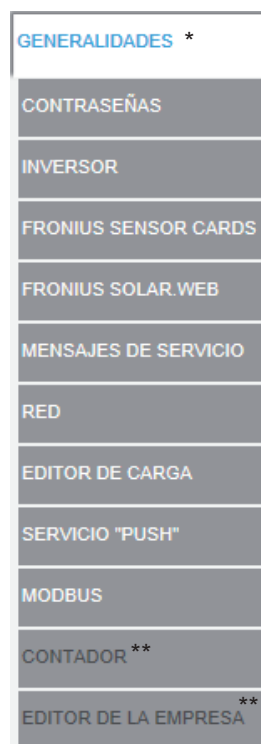 GENERALIDADES *
CONTRASEÑAS
INVERSOR
FRONIUS SENSOR CARDS
FRONIUS SOLAR.WEB
MENSAJES DE SERVICIO
RED
EDITOR DE CARGA
SERVICIO "PUSH"
MODBUS
CONTADOR **
EDITOR DE LA EMPRESA **